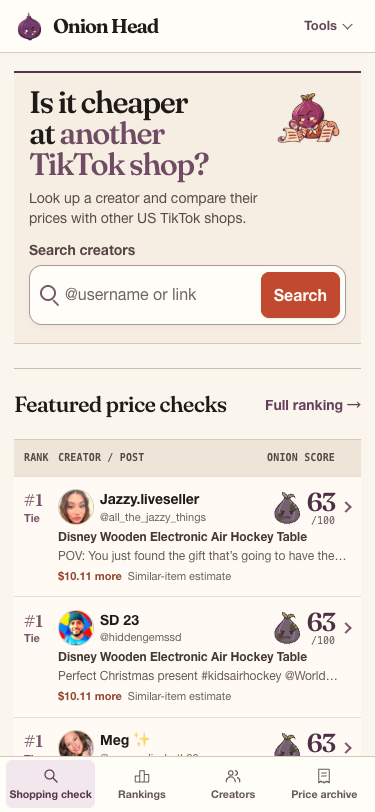 Onion Head
Tools
Is it cheaper
at another
TikTok shop?
Look up a creator and compare their
prices with other US TikTok shops.
Search creators
@username or link
Search
Featured price checks
Full ranking →
RANK
CREATOR / POST
ONION SCORE
#1
Tie
Jazzy.liveseller
@all_the_jazzy_things
63
/100
Disney Wooden Electronic Air Hockey Table
POV: You just found the gift that's going to have the…
$10.11 more Similar-item estimate
#1
Tie
SD 23
@hiddengemssd
63
/100
Disney Wooden Electronic Air Hockey Table
Perfect Christmas present #kidsairhockey @World…
$10.11 more Similar-item estimate
#1
Meg ✨
63
Shopping check
Rankings
Creators
Price archive